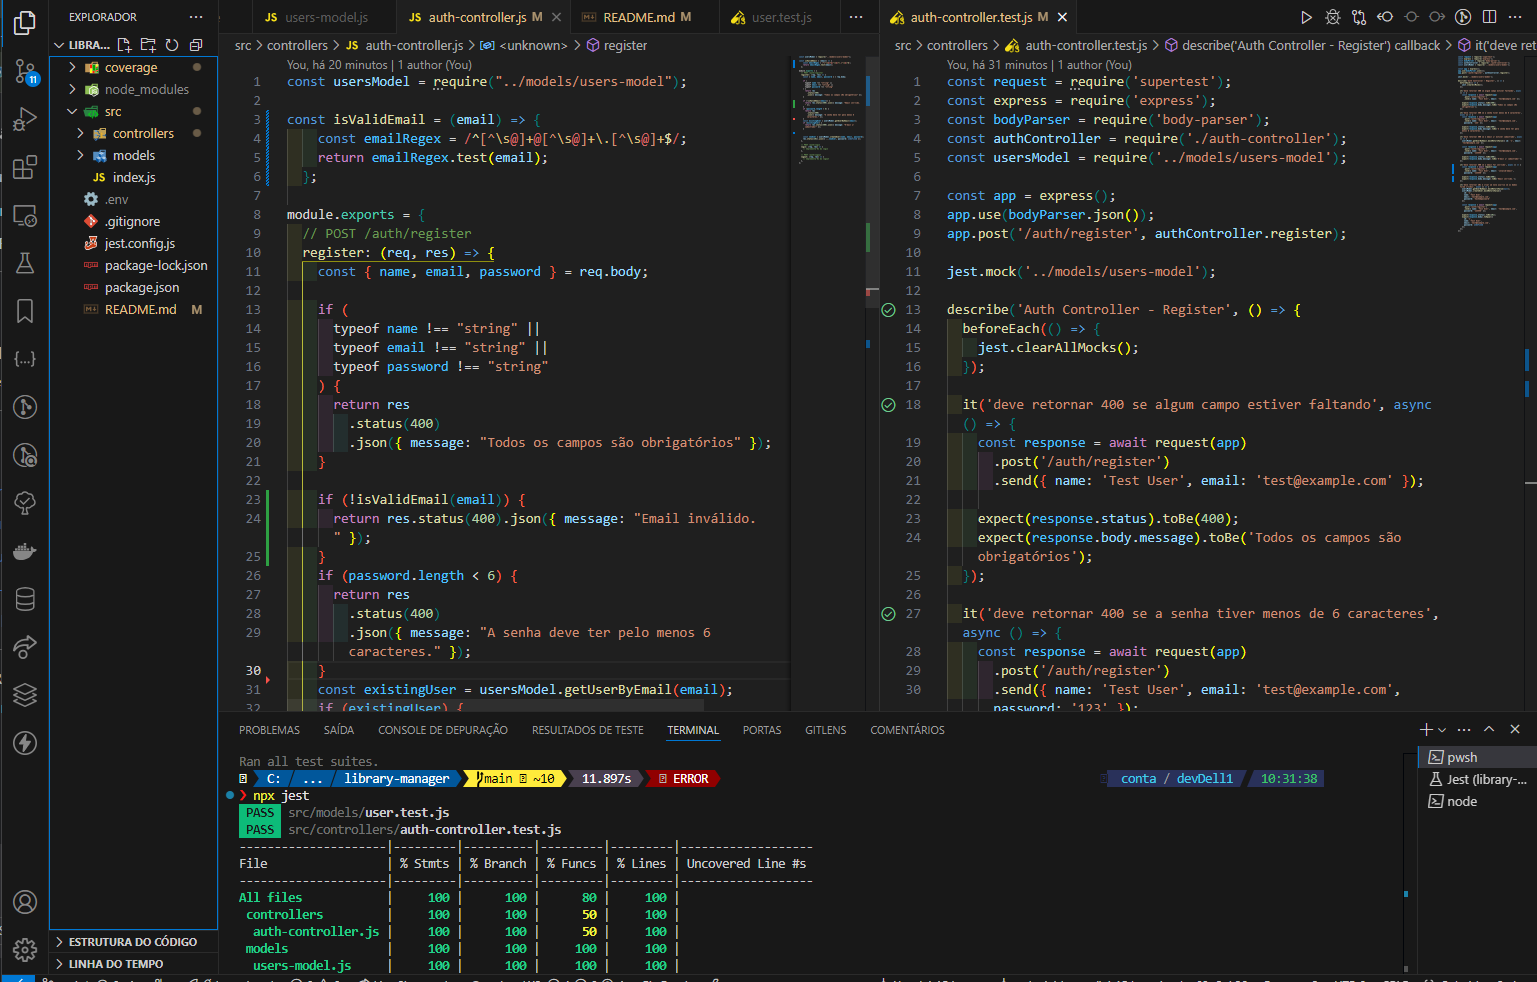 EXPLORADOR
LIBRA...
coverage
node_modules
src
controllers
models
JS index.js
.env
.gitignore
jest.config.js
package-lock.json
package.json
README.md M
ESTRUTURA DO CÓDIGO
LINHA DO TEMPO
11
JS users-model.js
JS auth-controller.js M
README.md M
user.test.js
src > controllers > JS auth-controller.js > <unknown> > register
You, há 20 minutos | 1 author (You)
1 const usersModel = require("../models/users-model");
2
3 const isValidEmail = (email) => {
4 const emailRegex = /^[^\s@]+@[^\s@]+\.[^\s@]+$/;
5 return emailRegex.test(email);
6 };
7
8 module.exports = {
9 // POST /auth/register
10 register: (req, res) => {
11 const { name, email, password } = req.body;
12
13 if (
14 typeof name !== "string" ||
15 typeof email !== "string" ||
16 typeof password !== "string"
17 ) {
18 return res
19 .status(400)
20 .json({ message: "Todos os campos são obrigatórios" });
21 }
22
23 if (!isValidEmail(email)) {
24 return res.status(400).json({ message: "Email inválido.
" });
25 }
26 if (password.length < 6) {
27 return res
28 .status(400)
29 .json({ message: "A senha deve ter pelo menos 6
caracteres." });
30 }
31 const existingUser = usersModel.getUserByEmail(email);
32 if (existingUser) {
auth-controller.test.js M
src > controllers > auth-controller.test.js > describe('Auth Controller - Register') callback > it('deve ret
You, há 31 minutos | 1 author (You)
1 const request = require('supertest');
2 const express = require('express');
3 const bodyParser = require('body-parser');
4 const authController = require('./auth-controller');
5 const usersModel = require('../models/users-model');
6
7 const app = express();
8 app.use(bodyParser.json());
9 app.post('/auth/register', authController.register);
10
11 jest.mock('../models/users-model');
12
13 describe('Auth Controller - Register', () => {
14 beforeEach(() => {
15 jest.clearAllMocks();
16 });
17
18 it('deve retornar 400 se algum campo estiver faltando', async
() => {
19 const response = await request(app)
20 .post('/auth/register')
21 .send({ name: 'Test User', email: 'test@example.com' });
22
23 expect(response.status).toBe(400);
24 expect(response.body.message).toBe('Todos os campos são
obrigatórios');
25 });
26
27 it('deve retornar 400 se a senha tiver menos de 6 caracteres',
async () => {
28 const response = await request(app)
29 .post('/auth/register')
30 .send({ name: 'Test User', email: 'test@example.com',
password: '123' });
PROBLEMAS SAÍDA CONSOLE DE DEPURAÇÃO RESULTADOS DE TESTE TERMINAL PORTAS GITLENS COMENTÁRIOS
Ran all test suites.
C: ... library-manager main ~10 11.897s ERROR conta / devDell1 10:31:38
❯ npx jest
PASS src/models/user.test.js
PASS src/controllers/auth-controller.test.js
--------------------|---------|----------|---------|---------|-------------------
File | % Stmts | % Branch | % Funcs | % Lines | Uncovered Line #s
--------------------|---------|----------|---------|---------|-------------------
All files | 100 | 100 | 80 | 100 |
controllers | 100 | 100 | 50 | 100 |
auth-controller.js | 100 | 100 | 50 | 100 |
models | 100 | 100 | 100 | 100 |
users-model.js | 100 | 100 | 100 | 100 |
pwsh
Jest (library-...
node